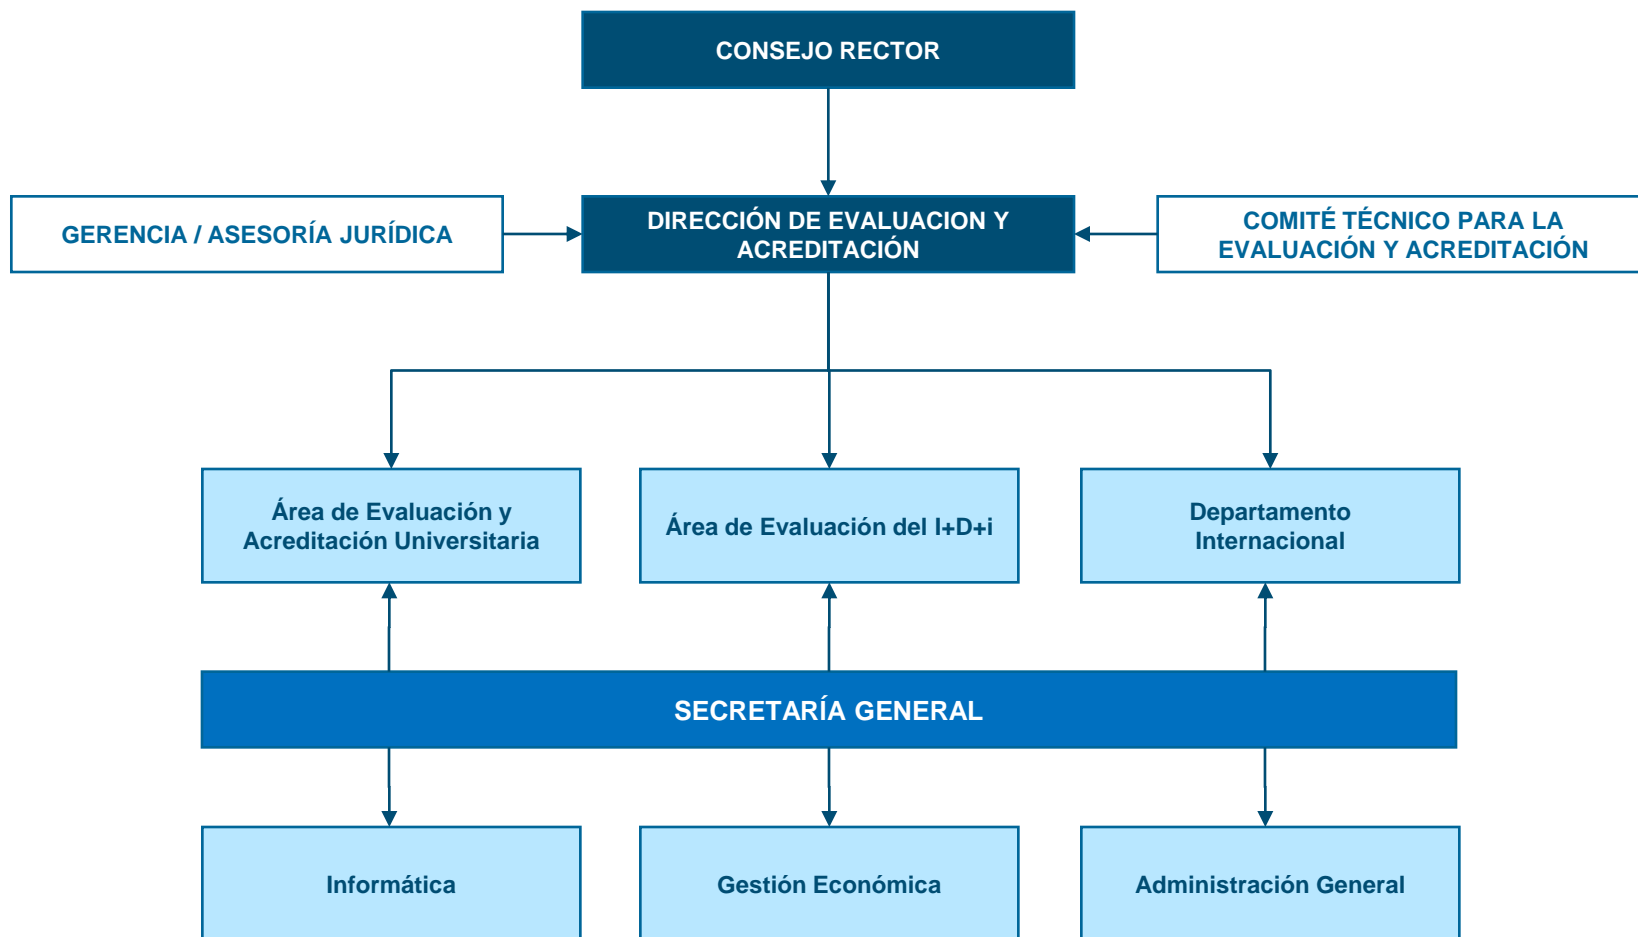 CONSEJO RECTOR
GERENCIA / ASESORÍA JURÍDICA
DIRECCIÓN DE EVALUACION Y
ACREDITACIÓN
COMITÉ TÉCNICO PARA LA
EVALUACIÓN Y ACREDITACIÓN
Área de Evaluación y
Acreditación Universitaria
Área de Evaluación del I+D+i
Departamento
Internacional
SECRETARÍA GENERAL
Informática
Gestión Económica
Administración General